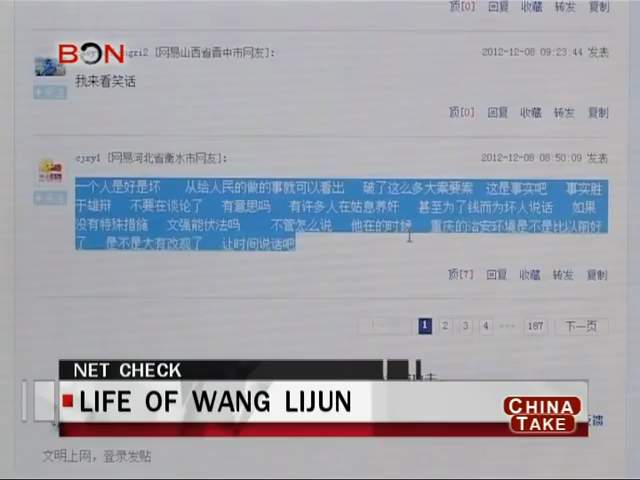 顶[0] 回复 收藏 转发 复制
BON
ngzi2 [网易山西省晋中市网友]:
2012-12-08 09:23:44 发表
我来看笑话
顶[0] 回复 收藏 转发 复制
cjzy1 [网易河北省衡水市网友]:
2012-12-08 08:50:09 发表
一个人是好是坏 从给人民的做的事就可以看出 破了这么多大案要案 这是事实吧 事实胜
于雄辩 不要在谈论了 有意思吗 有许多人在姑息养奸 甚至为了钱而为坏人说话 如果
没有特殊措施 文强能伏法吗 不管怎么说 他在的时候 重庆的治安环境是不是比以前好
了 是不是大有改观了 让时间说话吧
顶[7] 回复 收藏 转发 复制
1 2 3 4 ... 187 下一页
NET CHECK
LIFE OF WANG LIJUN
CHINA
TAKE
文明上网，登录发贴